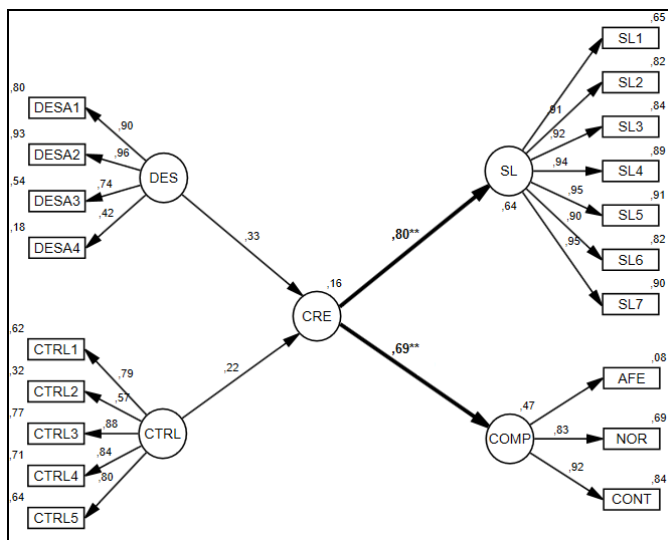 ,80
DESA1
,90
,93
DESA2
,96
,54
DESA3
,74
,18
DESA4
,42
DES
,33
,62
CTRL1
,79
,32
CTRL2
,57
,77
CTRL3
,88
,71
CTRL4
,84
,64
CTRL5
,80
CTRL
,22
,16
CRE
,80**
,69**
SL
,64
,65
SL1
,91
,82
SL2
,92
,84
SL3
,94
,89
SL4
,95
,91
SL5
,90
,82
SL6
,95
,90
SL7
,47
COMP
,08
AFE
,83
,69
NOR
,92
,84
CONT